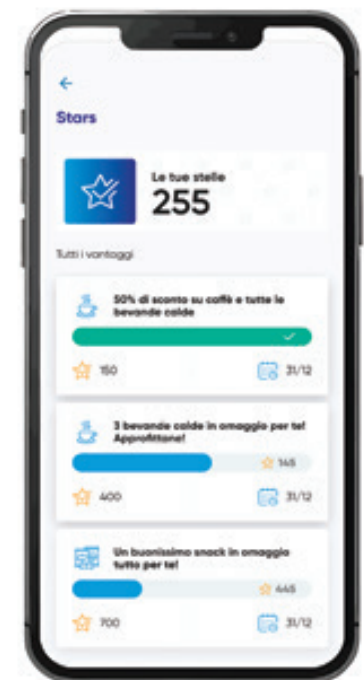 Stars
Le tue stelle
255
Tutti i vantaggi
50% di sconto su caffè e tutte le
bevande calde
150
31/12
3 bevande calde in omaggio per te!
Approfittane!
145
400
31/12
Un buonissimo snack in omaggio
tutto per te!
445
700
31/12